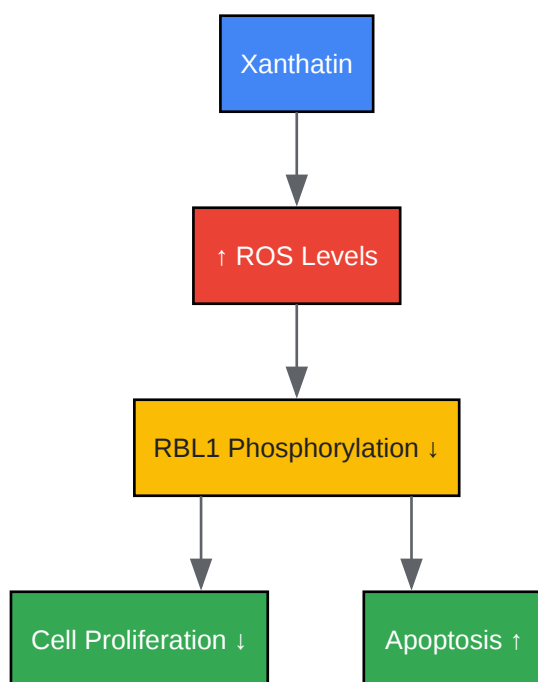 Xanthatin
↑ ROS Levels
RBL1 Phosphorylation ↓
Cell Proliferation ↓
Apoptosis ↑